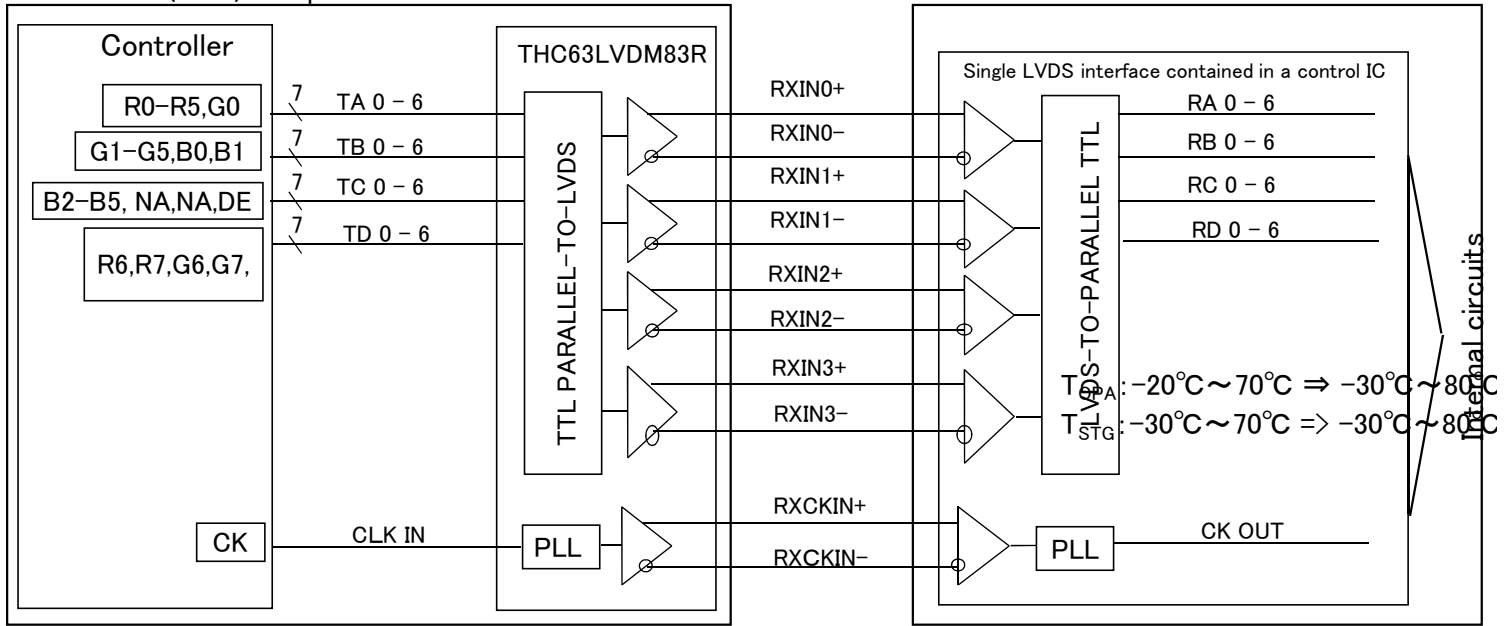 Controller
THC63LVDM83R
Single LVDS interface contained in a control IC
R0-R5,G0
7
TA 0 - 6
RXIN0+
RA 0 - 6
G1-G5,B0,B1
7
TB 0 - 6
RXIN0-
RB 0 - 6
B2-B5, NA,NA,DE
7
TC 0 - 6
RXIN1+
RC 0 - 6
R6,R7,G6,G7,
7
TD 0 - 6
RXIN1-
RD 0 - 6
TTL PARALLEL-TO-LVDS
RXIN2+
RXIN2-
RXIN3+
RXIN3-
LVDS-TO-PARALLEL TTL
TOPA:-20℃～70℃ ⇒ -30℃～80℃
TSTG:-30℃～70℃ => -30℃～80℃
Internal circuits
CK
CLK IN
PLL
RXCKIN+
RXCKIN-
PLL
CK OUT